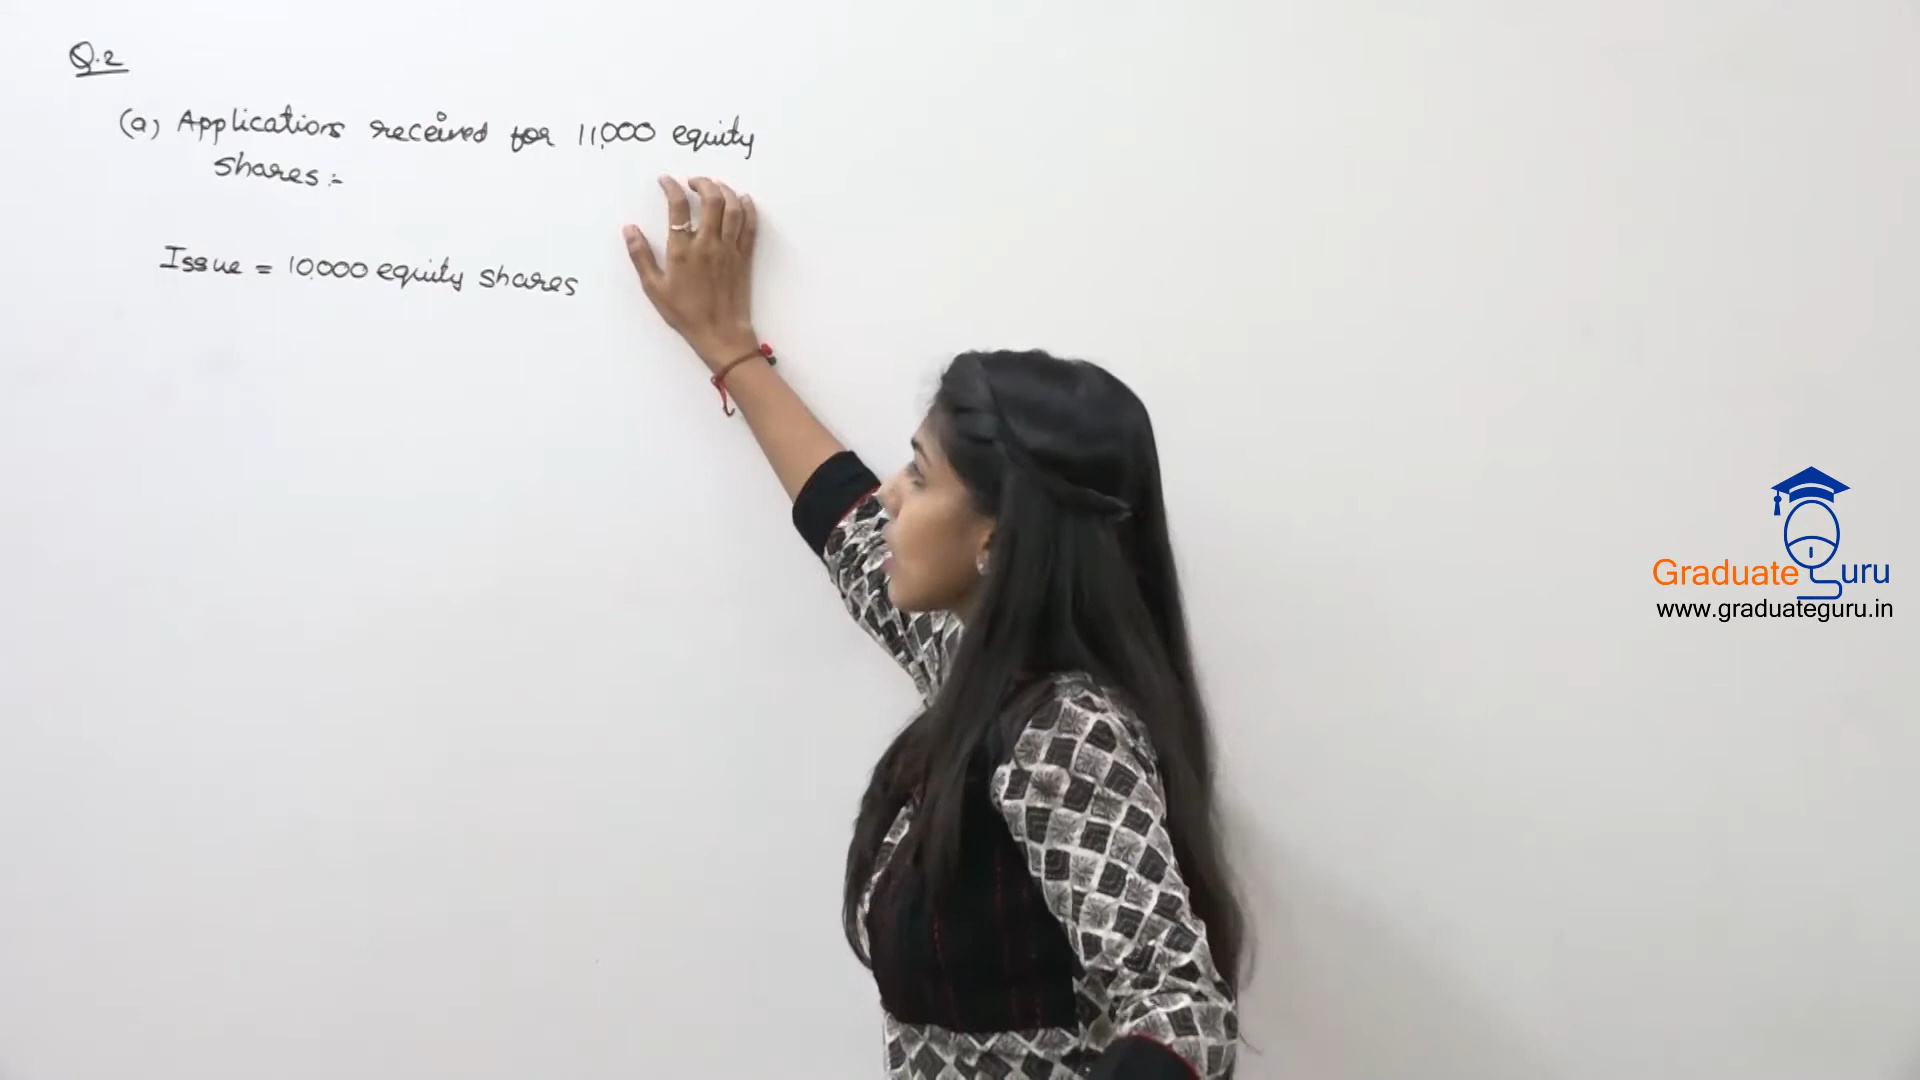 Q.2
(a) Applications received for 11,000 equity
shares :-
Issue = 10,000 equity shares
Graduate Guru
www.graduateguru.in